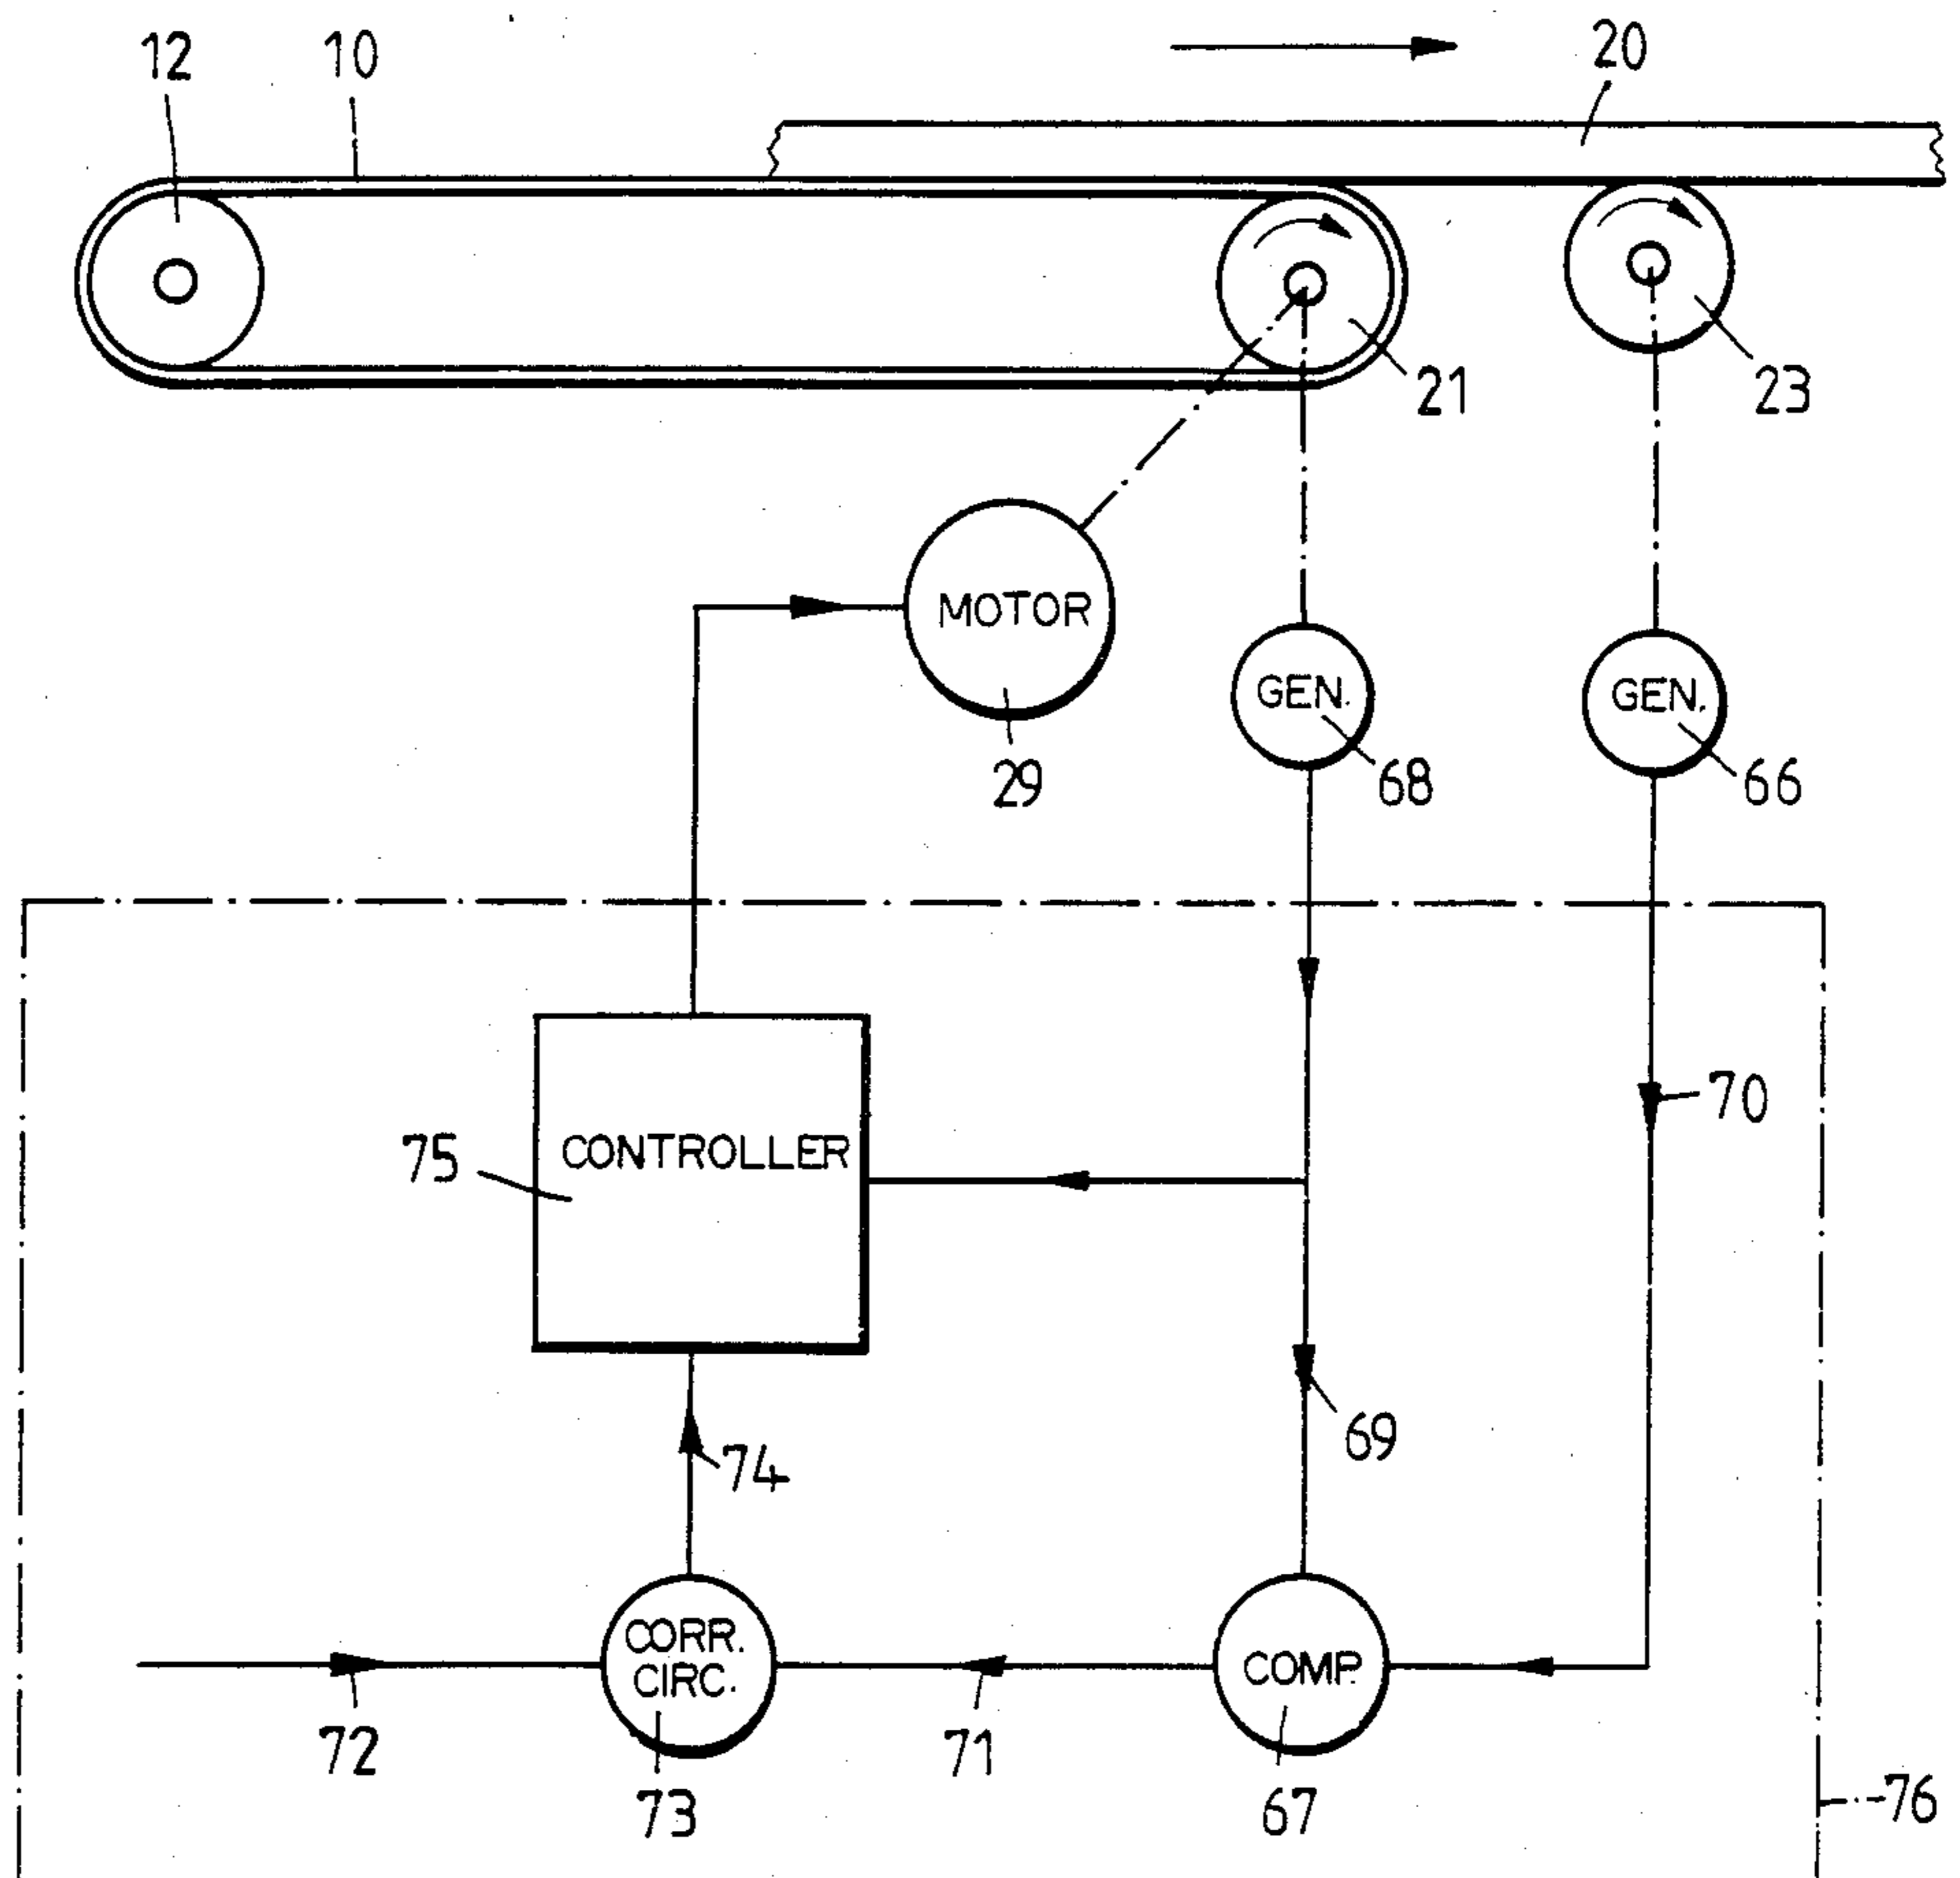 12
10
20
21
23
MOTOR
GEN.
GEN.
29
68
66
70
CONTROLLER
75
69
74
CORR.
CIRC.
COMP.
72
71
73
67
76